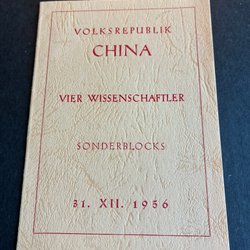 VOLKSREPUBLIK
CHINA
VIER WISSENSCHAFTLER
SONDERBLOCKS
31. XII. 1956